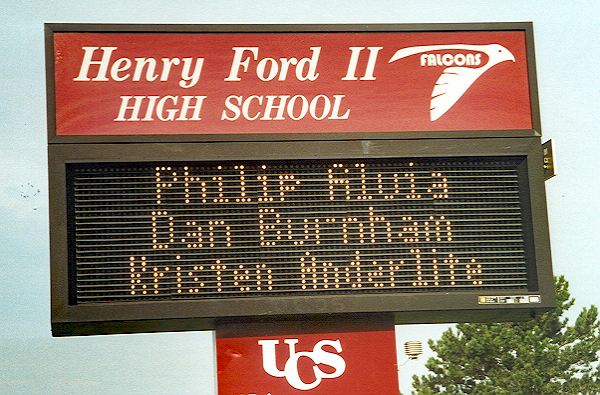 Henry Ford II
FALCONS
HIGH SCHOOL
Philip Aluia
Dan Burnham
Kristen Anderlite
UCS